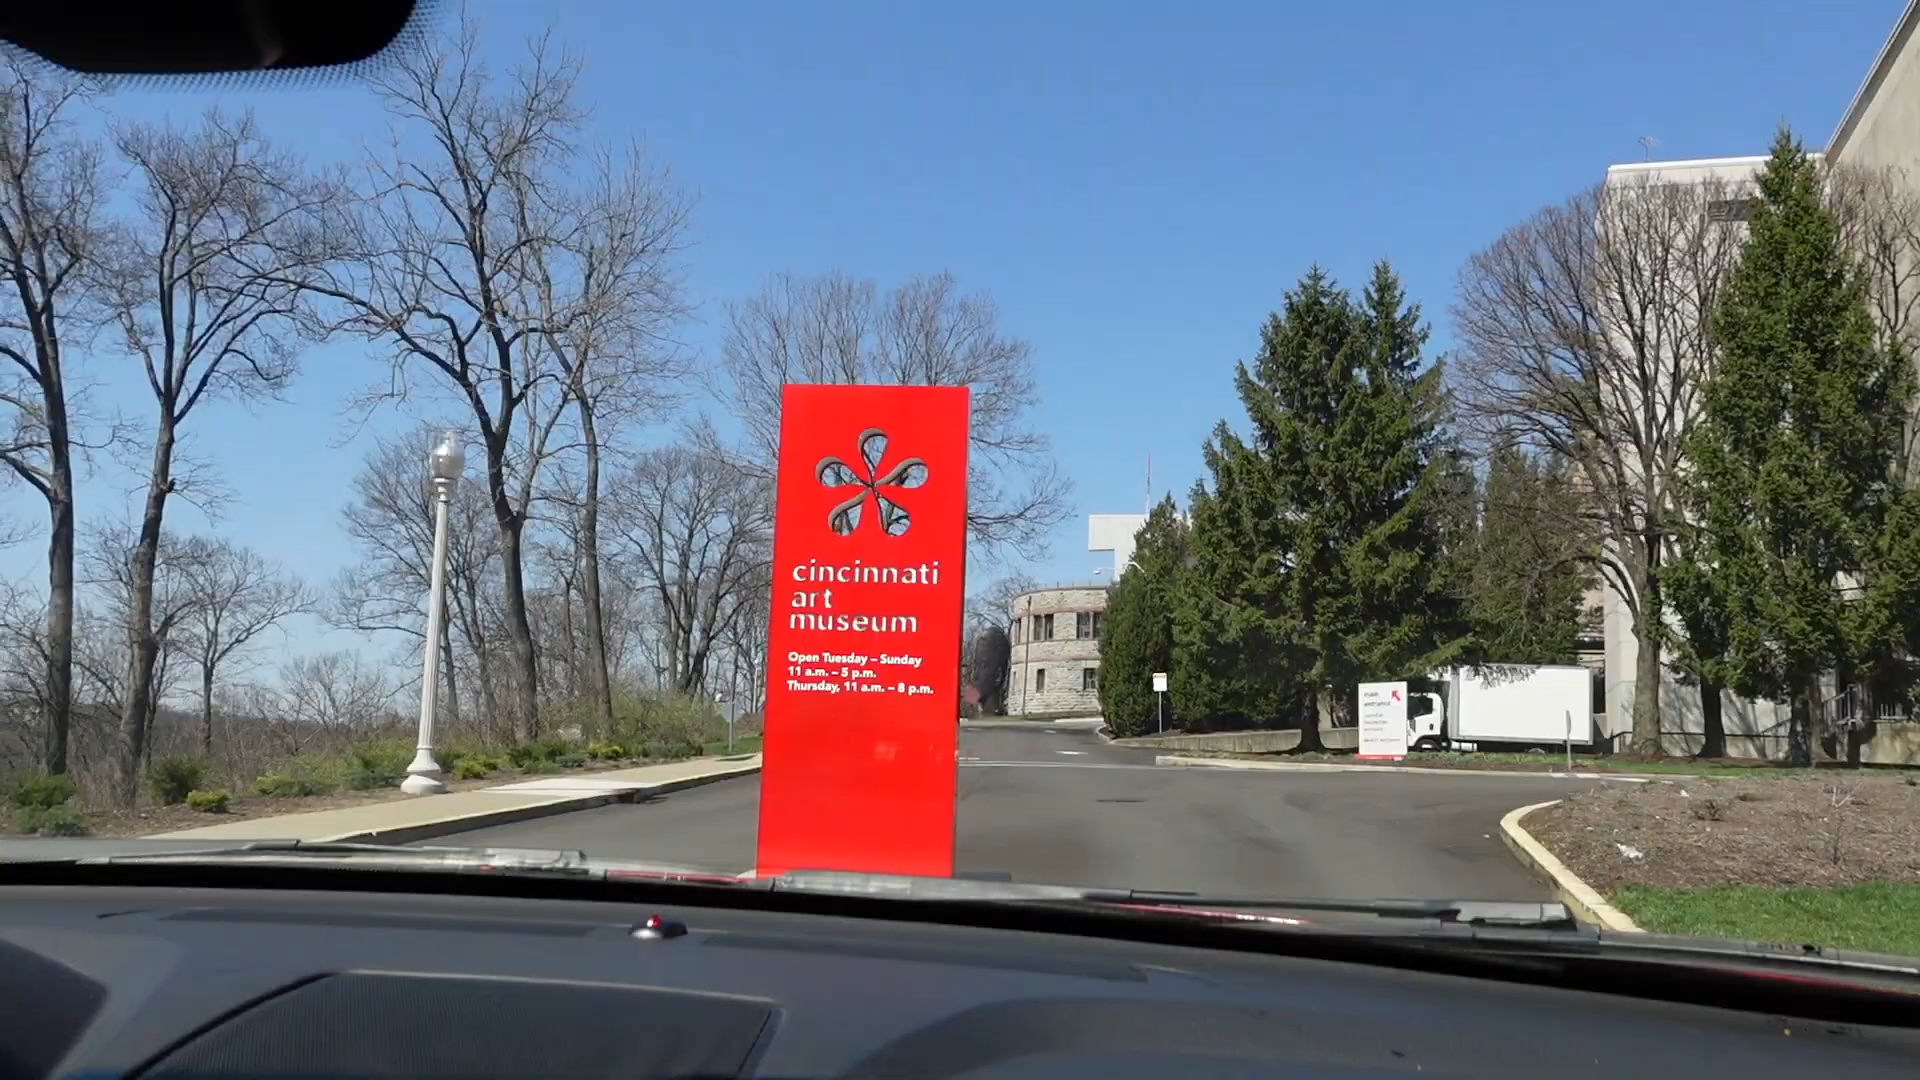 cincinnati
art
museum
Open Tuesday – Sunday
11 a.m. – 5 p.m.
Thursday, 11 a.m. – 8 p.m.